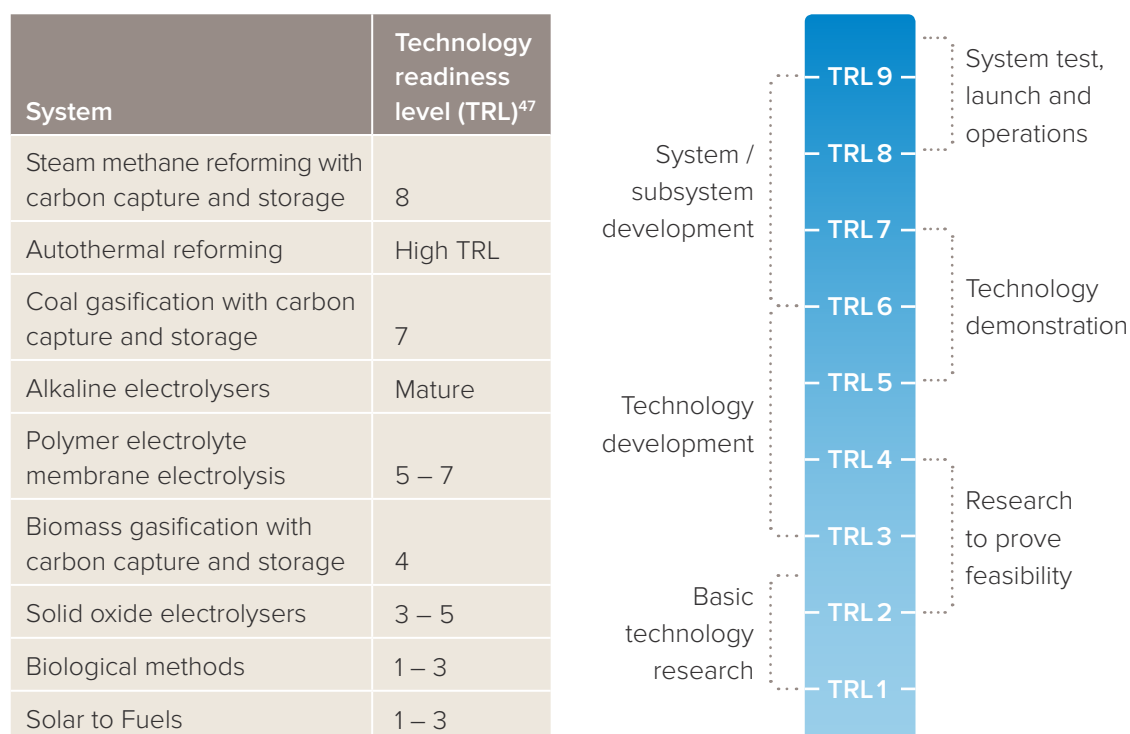 System
Technology
readiness
level (TRL)47
Steam methane reforming with
carbon capture and storage
8
Autothermal reforming
High TRL
Coal gasification with carbon
capture and storage
7
Alkaline electrolysers
Mature
Polymer electrolyte
membrane electrolysis
5 – 7
Biomass gasification with
carbon capture and storage
4
Solid oxide electrolysers
3 – 5
Biological methods
1 – 3
Solar to Fuels
1 – 3
System /
subsystem
development
Technology
development
Basic
technology
research
TRL 9
TRL 8
TRL 7
TRL 6
TRL 5
TRL 4
TRL 3
TRL 2
TRL 1
System test,
launch and
operations
Technology
demonstration
Research
to prove
feasibility